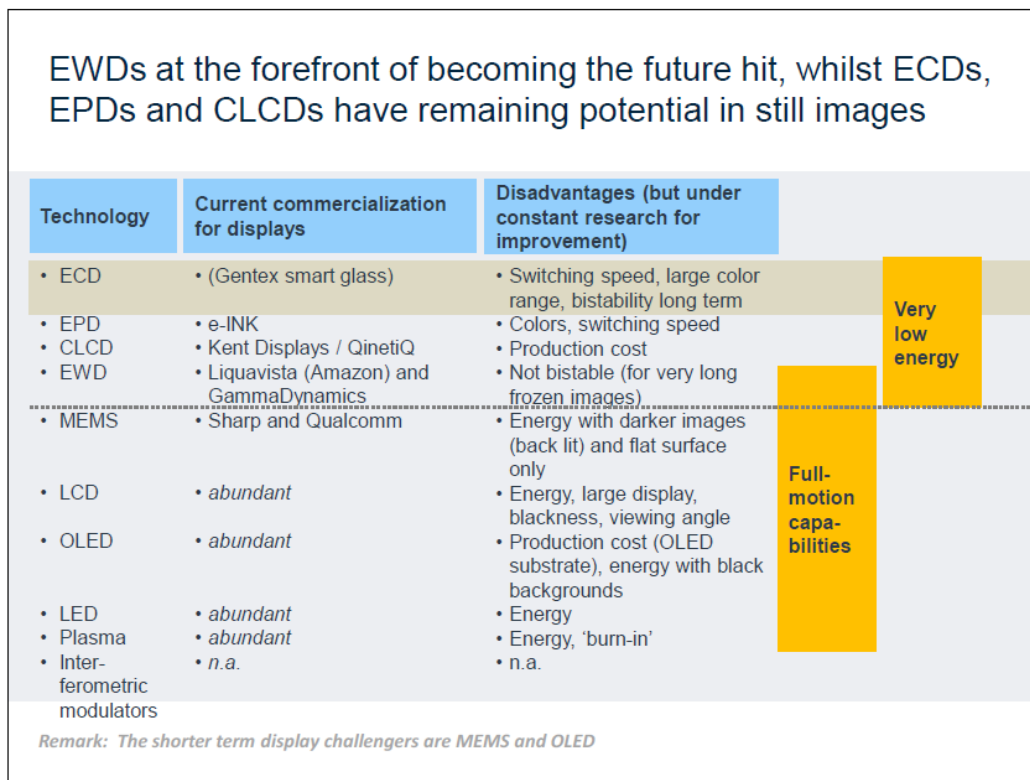 EWDs at the forefront of becoming the future hit, whilst ECDs,
EPDs and CLCDs have remaining potential in still images
Technology
Current commercialization
for displays
Disadvantages (but under
constant research for
improvement)
• ECD
• (Gentex smart glass)
• Switching speed, large color
range, bistability long term
• EPD
• e-INK
• Colors, switching speed
• CLCD
• Kent Displays / QinetiQ
• Production cost
• EWD
• Liquavista (Amazon) and
GammaDynamics
• Not bistable (for very long
frozen images)
• MEMS
• Sharp and Qualcomm
• Energy with darker images
(back lit) and flat surface
only
• LCD
• abundant
• Energy, large display,
blackness, viewing angle
• OLED
• abundant
• Production cost (OLED
substrate), energy with black
backgrounds
• LED
• abundant
• Energy
• Plasma
• abundant
• Energy, ‘burn-in’
• Inter-
ferometric
modulators
• n.a.
• n.a.
Very
low
energy
Full-
motion
capa-
bilities
Remark: The shorter term display challengers are MEMS and OLED